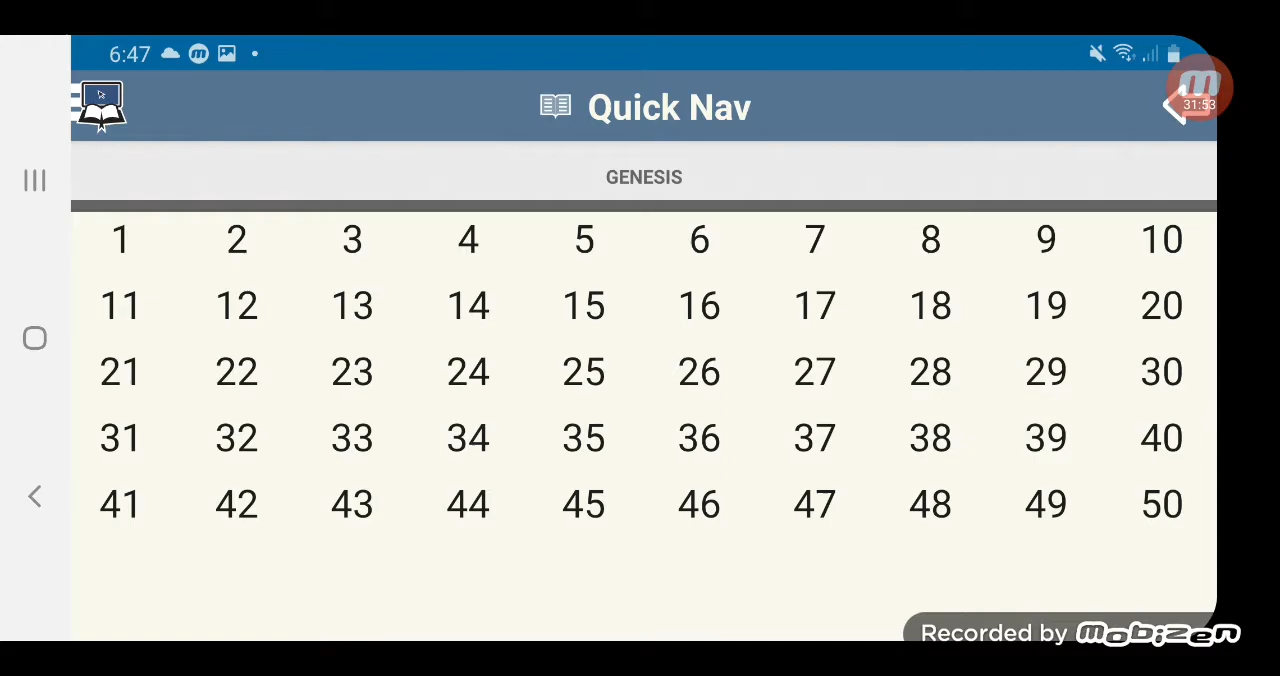 6:47
Quick Nav
31:53
GENESIS
1 2 3 4 5 6 7 8 9 10
11 12 13 14 15 16 17 18 19 20
21 22 23 24 25 26 27 28 29 30
31 32 33 34 35 36 37 38 39 40
41 42 43 44 45 46 47 48 49 50
Recorded by mobizen